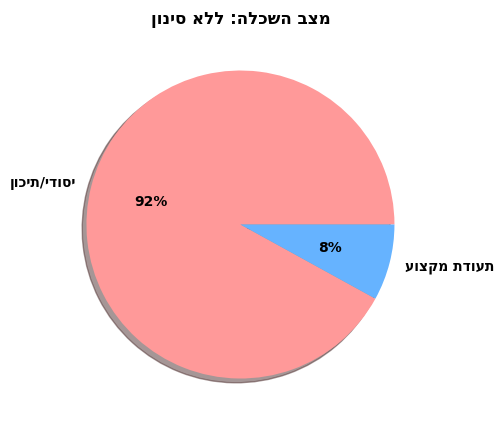 מצב השכלה: ללא סינון
יסודי/תיכון
92%
8%
תעודת מקצוע